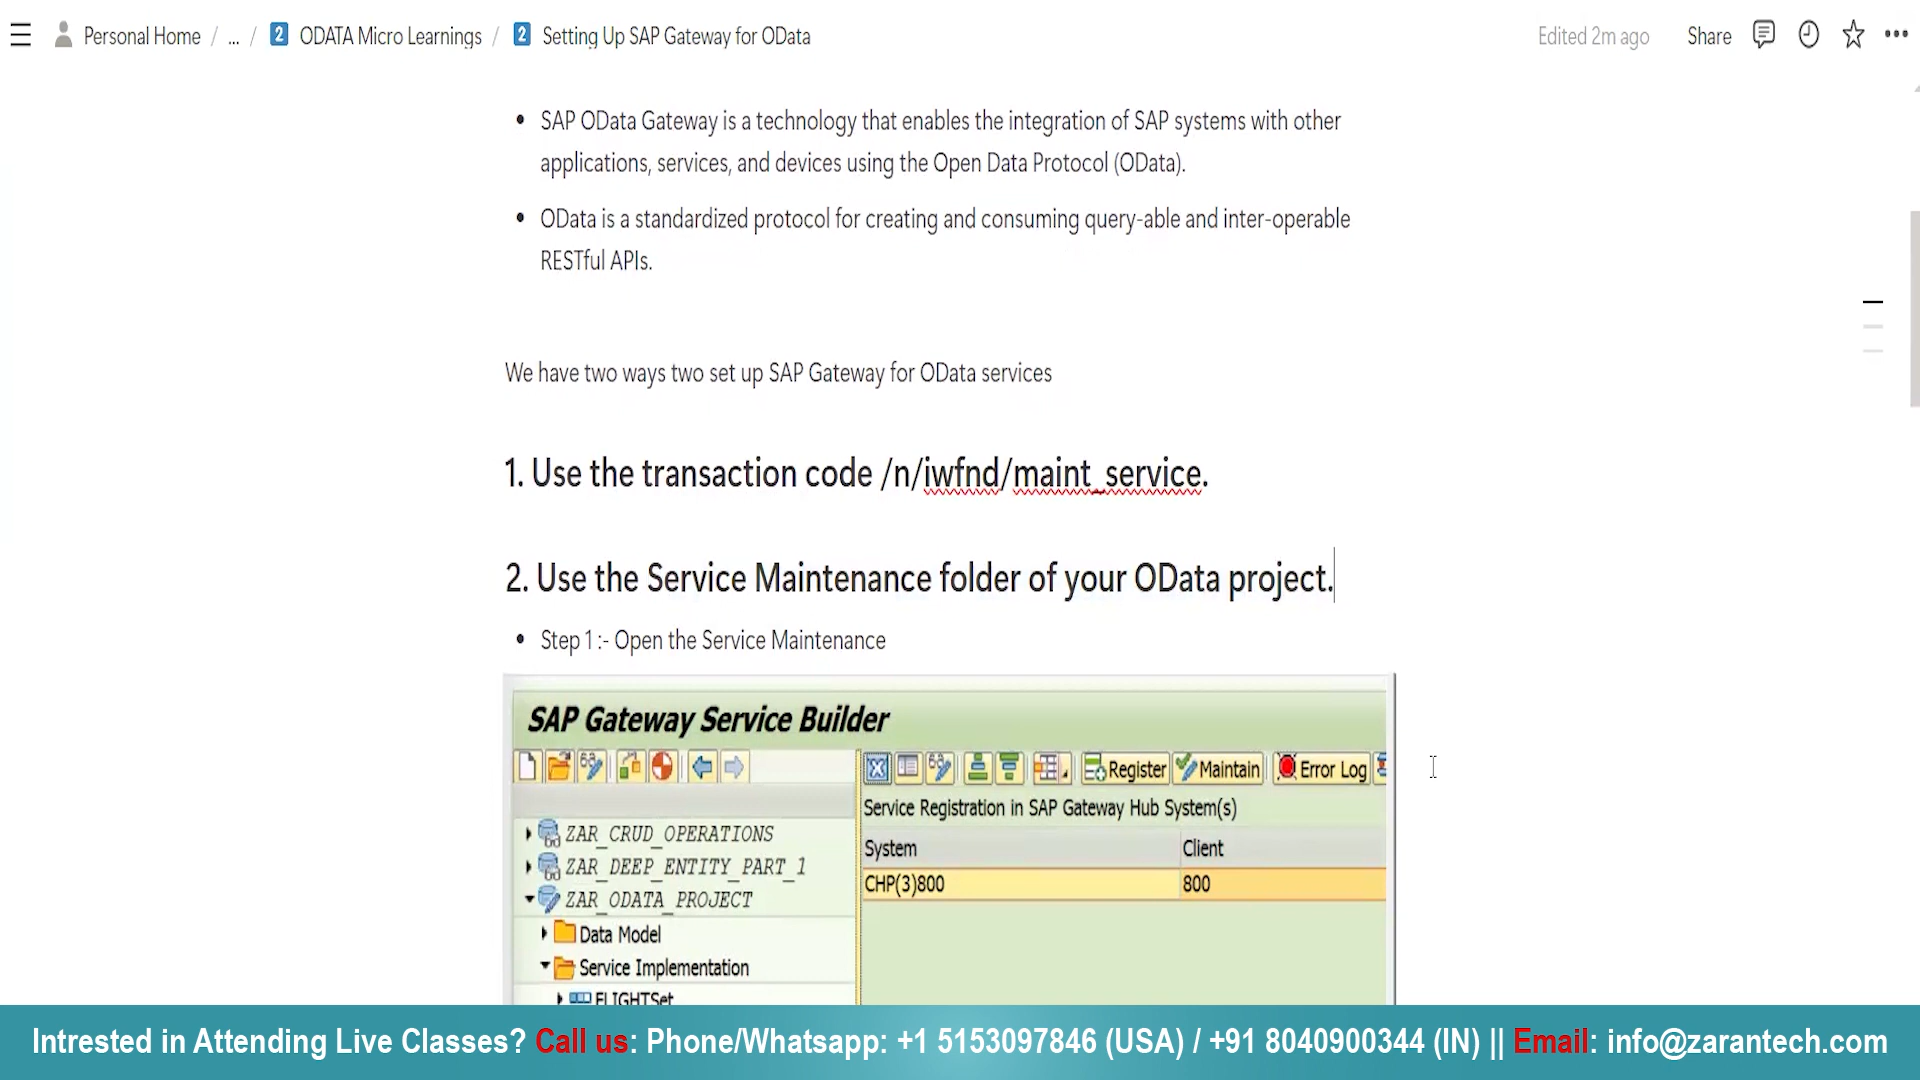 Personal Home / ... / 2 ODATA Micro Learnings / 2 Setting Up SAP Gateway for OData Edited 2m ago Share
• SAP OData Gateway is a technology that enables the integration of SAP systems with other
applications, services, and devices using the Open Data Protocol (OData).
• OData is a standardized protocol for creating and consuming query-able and inter-operable
RESTful APIs.
We have two ways two set up SAP Gateway for OData services
1. Use the transaction code /n/iwfnd/maint_service.
2. Use the Service Maintenance folder of your OData project.
• Step 1 :- Open the Service Maintenance
SAP Gateway Service Builder
Register Maintain Error Log
Service Registration in SAP Gateway Hub System(s)
ZAR_CRUD_OPERATIONS
System Client
ZAR_DEEP_ENTITY_PART_1
CHP(3)800 800
ZAR_ODATA_PROJECT
Data Model
Service Implementation
FLIGHTSet
Intrested in Attending Live Classes? Call us: Phone/Whatsapp: +1 5153097846 (USA) / +91 8040900344 (IN) || Email: info@zarantech.com